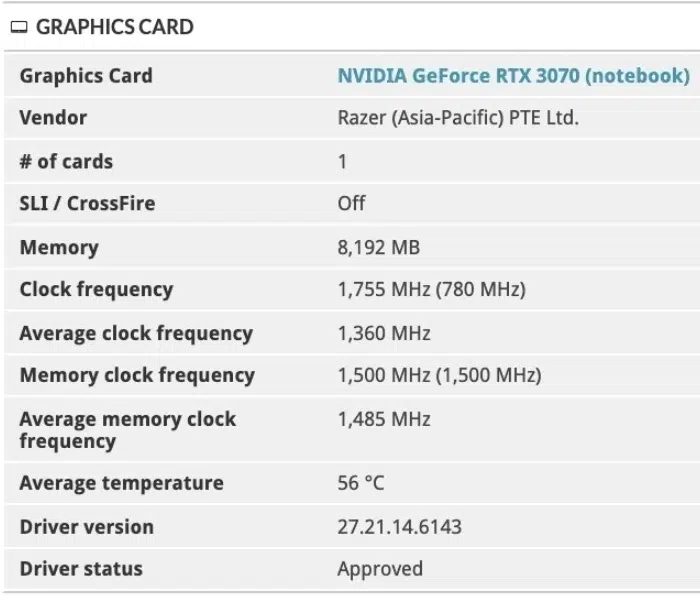 GRAPHICS CARD
Graphics Card NVIDIA GeForce RTX 3070 (notebook)
Vendor Razer (Asia-Pacific) PTE Ltd.
# of cards 1
SLI / CrossFire Off
Memory 8,192 MB
Clock frequency 1,755 MHz (780 MHz)
Average clock frequency 1,360 MHz
Memory clock frequency 1,500 MHz (1,500 MHz)
Average memory clock 1,485 MHz
frequency
Average temperature 56 °C
Driver version 27.21.14.6143
Driver status Approved